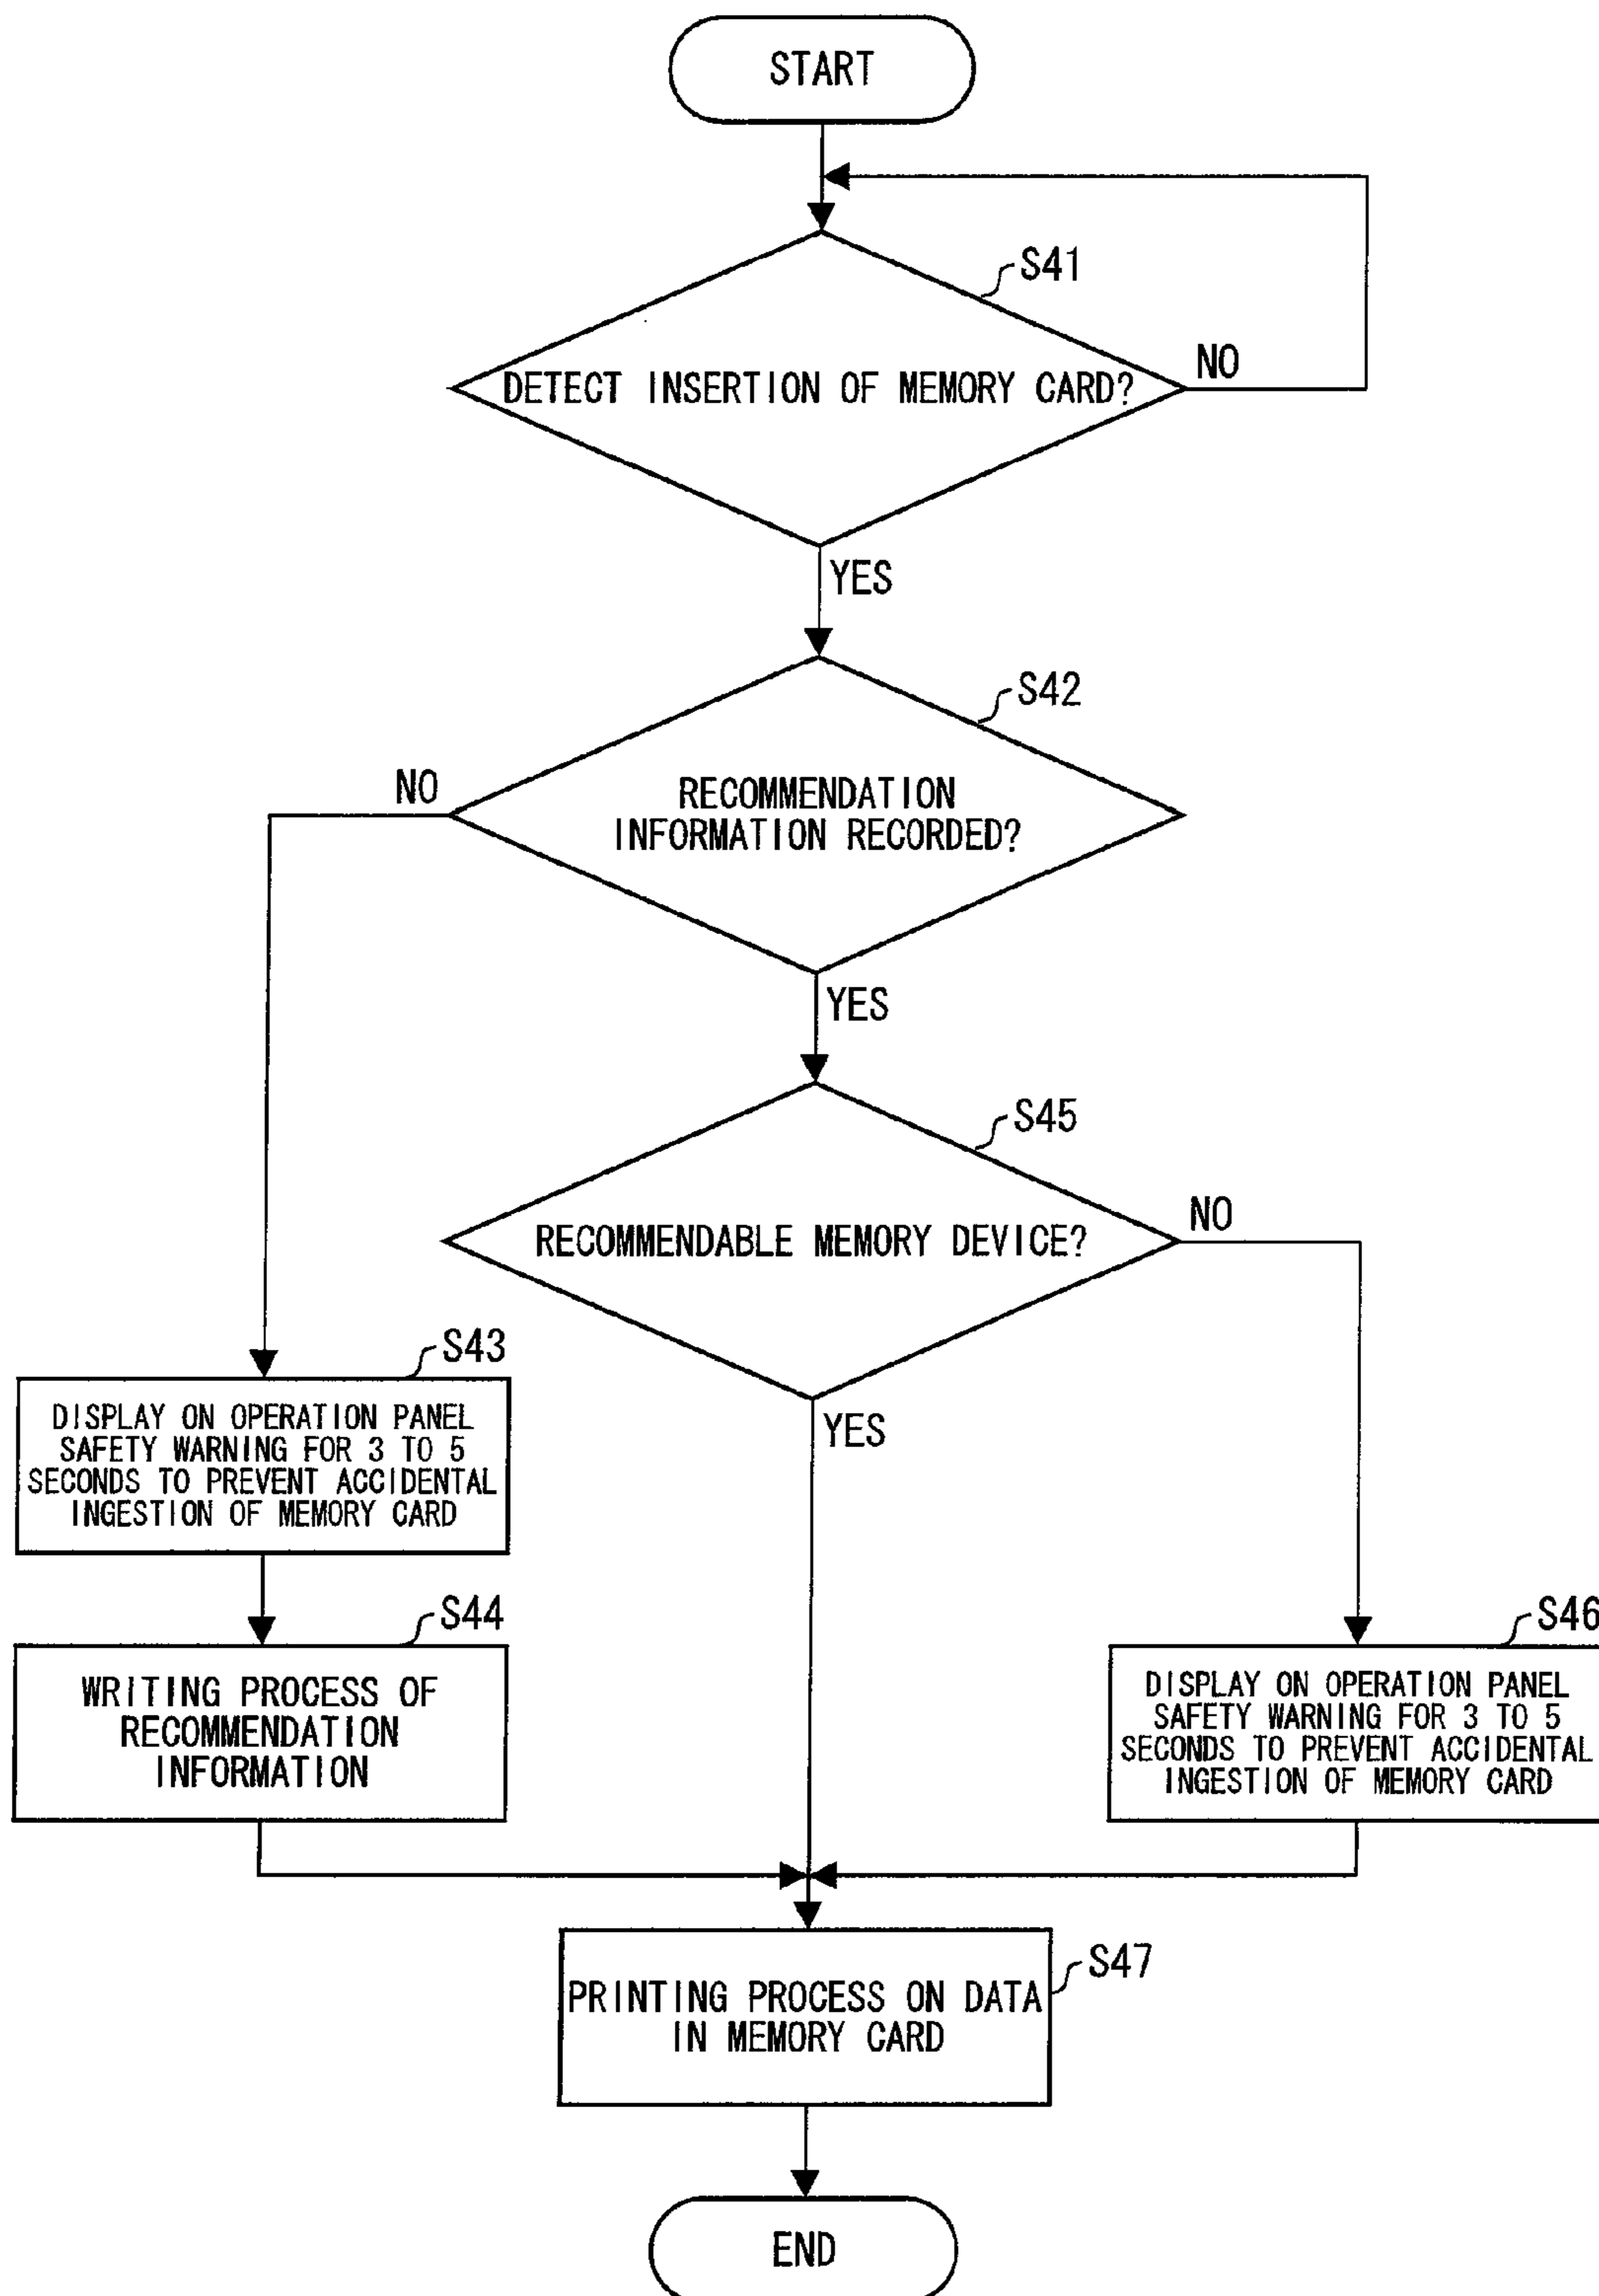 START
S41
DETECT INSERTION OF MEMORY CARD?
NO
YES
S42
NO
RECOMMENDATION
INFORMATION RECORDED?
YES
S45
RECOMMENDABLE MEMORY DEVICE?
NO
YES
S43
DISPLAY ON OPERATION PANEL
SAFETY WARNING FOR 3 TO 5
SECONDS TO PREVENT ACCIDENTAL
INGESTION OF MEMORY CARD
S44
WRITING PROCESS OF
RECOMMENDATION
INFORMATION
S46
DISPLAY ON OPERATION PANEL
SAFETY WARNING FOR 3 TO 5
SECONDS TO PREVENT ACCIDENTAL
INGESTION OF MEMORY CARD
S47
PRINTING PROCESS ON DATA
IN MEMORY CARD
END